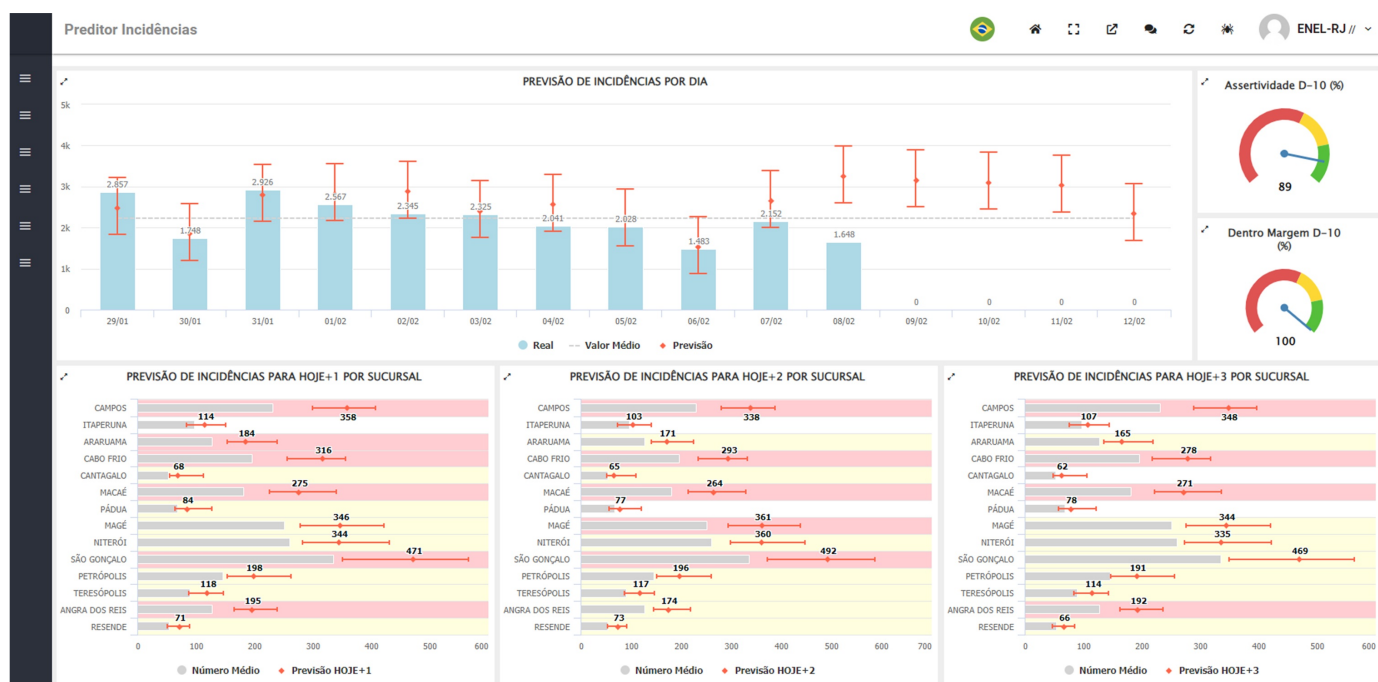 Preditor Incidências
ENEL-RJ //
PREVISÃO DE INCIDÊNCIAS POR DIA
5k
4k
3k
2k
1k
0
2.857
1.748
2.926
2.567
2.345
2.325
2.041
2.028
1.483
2.152
1.648
0
0
0
0
29/01
30/01
31/01
01/02
02/02
03/02
04/02
05/02
06/02
07/02
08/02
09/02
10/02
11/02
12/02
Real
Valor Médio
Previsão
Assertividade D-10 (%)
89
Dentro Margem D-10
(%)
100
PREVISÃO DE INCIDÊNCIAS PARA HOJE+1 POR SUCURSAL
CAMPOS 358
ITAPERUNA 114
ARARUAMA 184
CABO FRIO 316
CANTAGALO 68
MACAÉ 275
PÁDUA 84
MAGÉ 346
NITERÓI 344
SÃO GONÇALO 471
PETRÓPOLIS 198
TERESÓPOLIS 118
ANGRA DOS REIS 195
RESENDE 71
0 100 200 300 400 500 600
Número Médio
Previsão HOJE+1
PREVISÃO DE INCIDÊNCIAS PARA HOJE+2 POR SUCURSAL
CAMPOS 338
ITAPERUNA 103
ARARUAMA 171
CABO FRIO 293
CANTAGALO 65
MACAÉ 264
PÁDUA 77
MAGÉ 361
NITERÓI 360
SÃO GONÇALO 492
PETRÓPOLIS 196
TERESÓPOLIS 117
ANGRA DOS REIS 174
RESENDE 73
0 100 200 300 400 500 600 700
Número Médio
Previsão HOJE+2
PREVISÃO DE INCIDÊNCIAS PARA HOJE+3 POR SUCURSAL
CAMPOS 348
ITAPERUNA 107
ARARUAMA 165
CABO FRIO 278
CANTAGALO 62
MACAÉ 271
PÁDUA 78
MAGÉ 344
NITERÓI 335
SÃO GONÇALO 469
PETRÓPOLIS 191
TERESÓPOLIS 114
ANGRA DOS REIS 192
RESENDE 66
0 100 200 300 400 500 600
Número Médio
Previsão HOJE+3